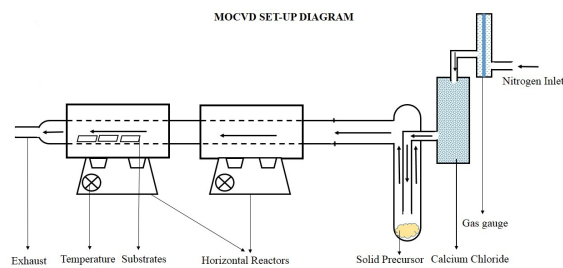 MOCVD SET-UP DIAGRAM
Nitrogen Inlet
Gas gauge
Exhaust
Temperature
Substrates
Horizontal Reactors
Solid Precursor
Calcium Chloride